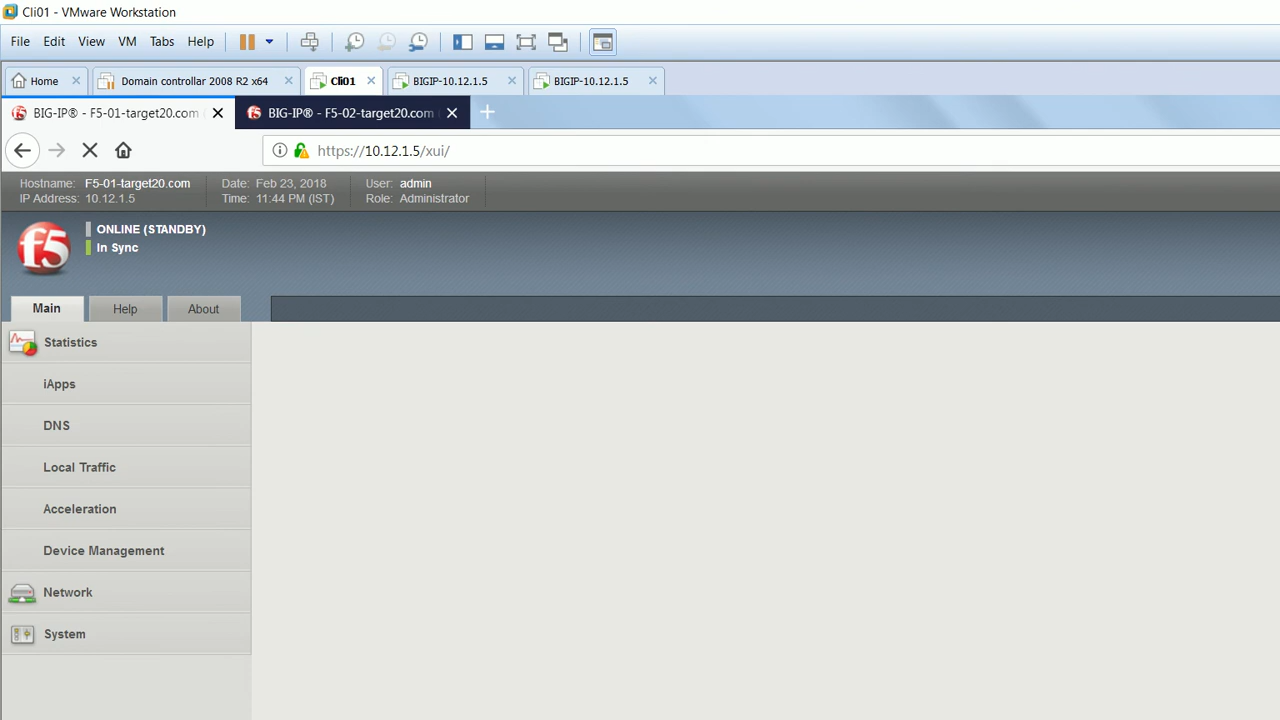 Cli01 - VMware Workstation
File Edit View VM Tabs Help
Home Domain controller 2008 R2 x64 Cli01 BIGIP-10.12.1.5 BIGIP-10.12.1.5
BIG-IP® - F5-01-target20.com BIG-IP® - F5-02-target20.com
https://10.12.1.5/xui/
Hostname: F5-01-target20.com Date: Feb 23, 2018 User: admin
IP Address: 10.12.1.5 Time: 11:44 PM (IST) Role: Administrator
f5
ONLINE (STANDBY)
In Sync
Main Help About
Statistics
iApps
DNS
Local Traffic
Acceleration
Device Management
Network
System